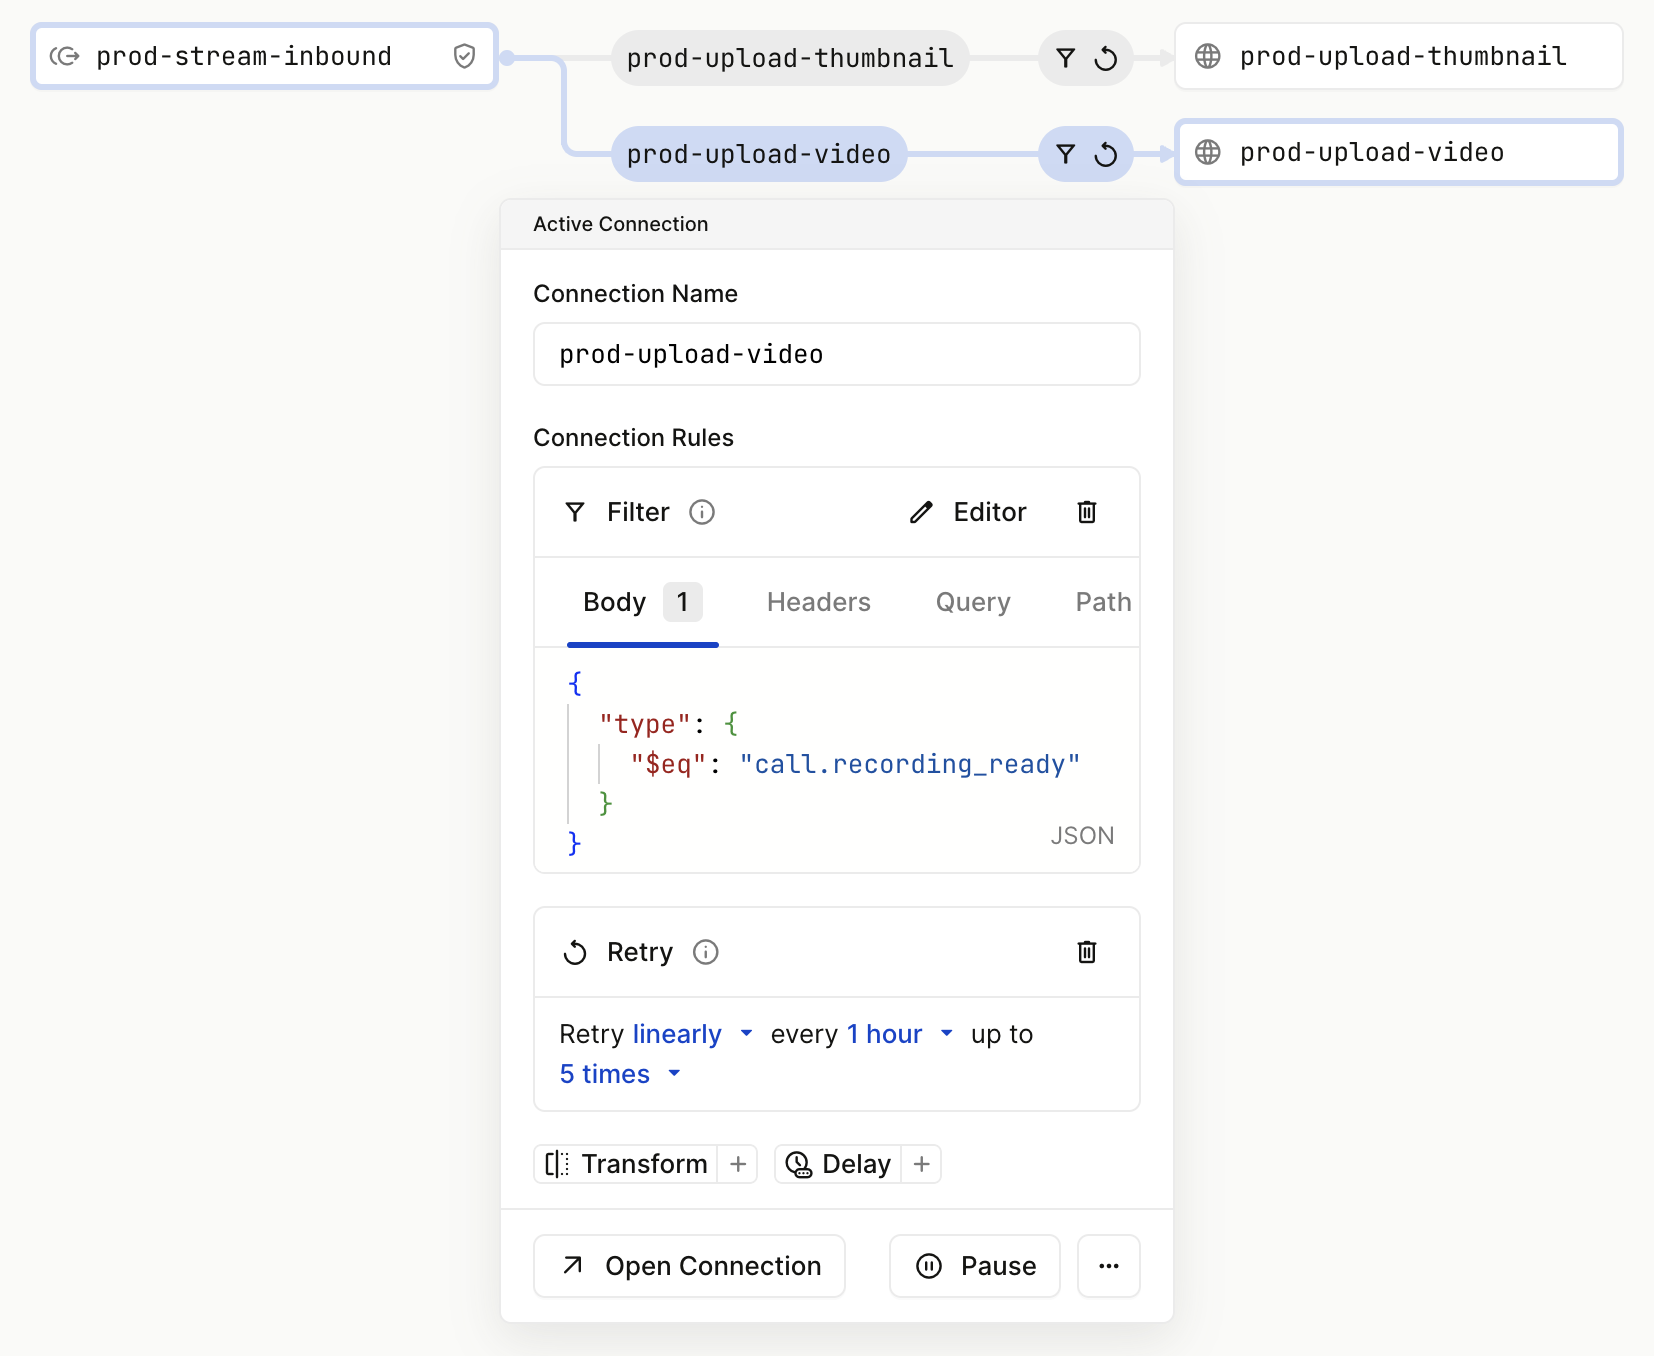 prod-stream-inbound
prod-upload-thumbnail
prod-upload-thumbnail
prod-upload-video
prod-upload-video
Active Connection
Connection Name
prod-upload-video
Connection Rules
Filter Editor
Body 1 Headers Query Path
{
"type": {
"$eq": "call.recording_ready"
}
}
JSON
Retry
Retry linearly every 1 hour up to
5 times
Transform + Delay +
Open Connection Pause ...